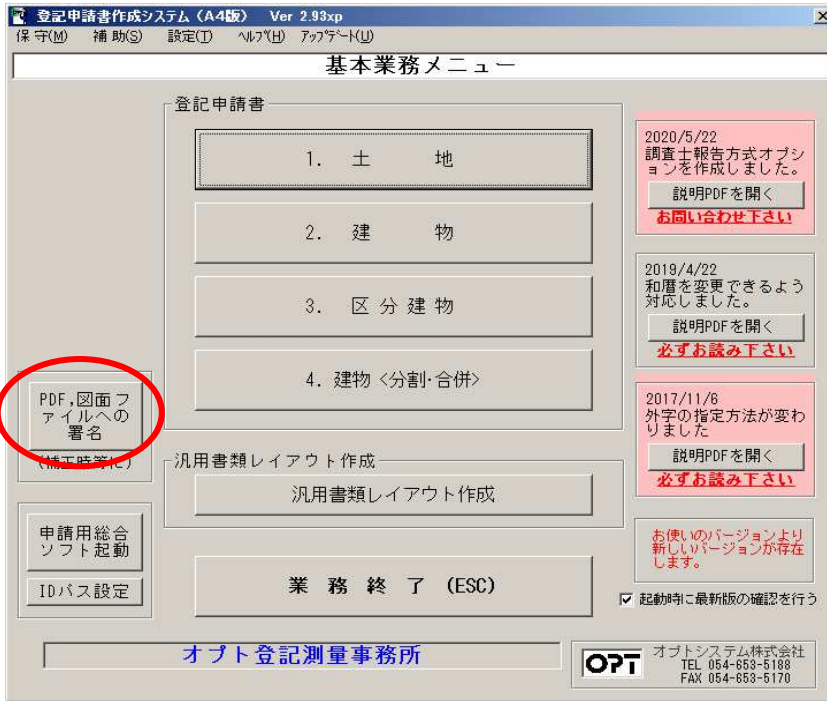 登記申請書作成システム（A4版） Ver 2.93xp
保守(M) 補助(S) 設定(T) ヘルプ(H) アップデート(U)
基本業務メニュー
登記申請書
1. 土 地
2. 建 物
3. 区 分 建 物
4. 建物〈分割・合併〉
PDF,図面フ
ァイルへの
署名
(補正時等に)
汎用書類レイアウト作成
汎用書類レイアウト作成
申請用総合
ソフト起動
IDパス設定
業 務 終 了 (ESC)
2020/5/22
調査士報告方式オプシ
ョンを作成しました。
説明PDFを開く
お問い合わせ下さい
2019/4/22
和暦を変更できるよう
対応しました。
説明PDFを開く
必ずお読み下さい
2017/11/6
外字の指定方法が変わ
りました
説明PDFを開く
必ずお読み下さい
お使いのバージョンより
新しいバージョンが存在
します。
起動時に最新版の確認を行う
オプト登記測量事務所
OPT
オプトシステム株式会社
TEL 054-653-5188
FAX 054-653-5170